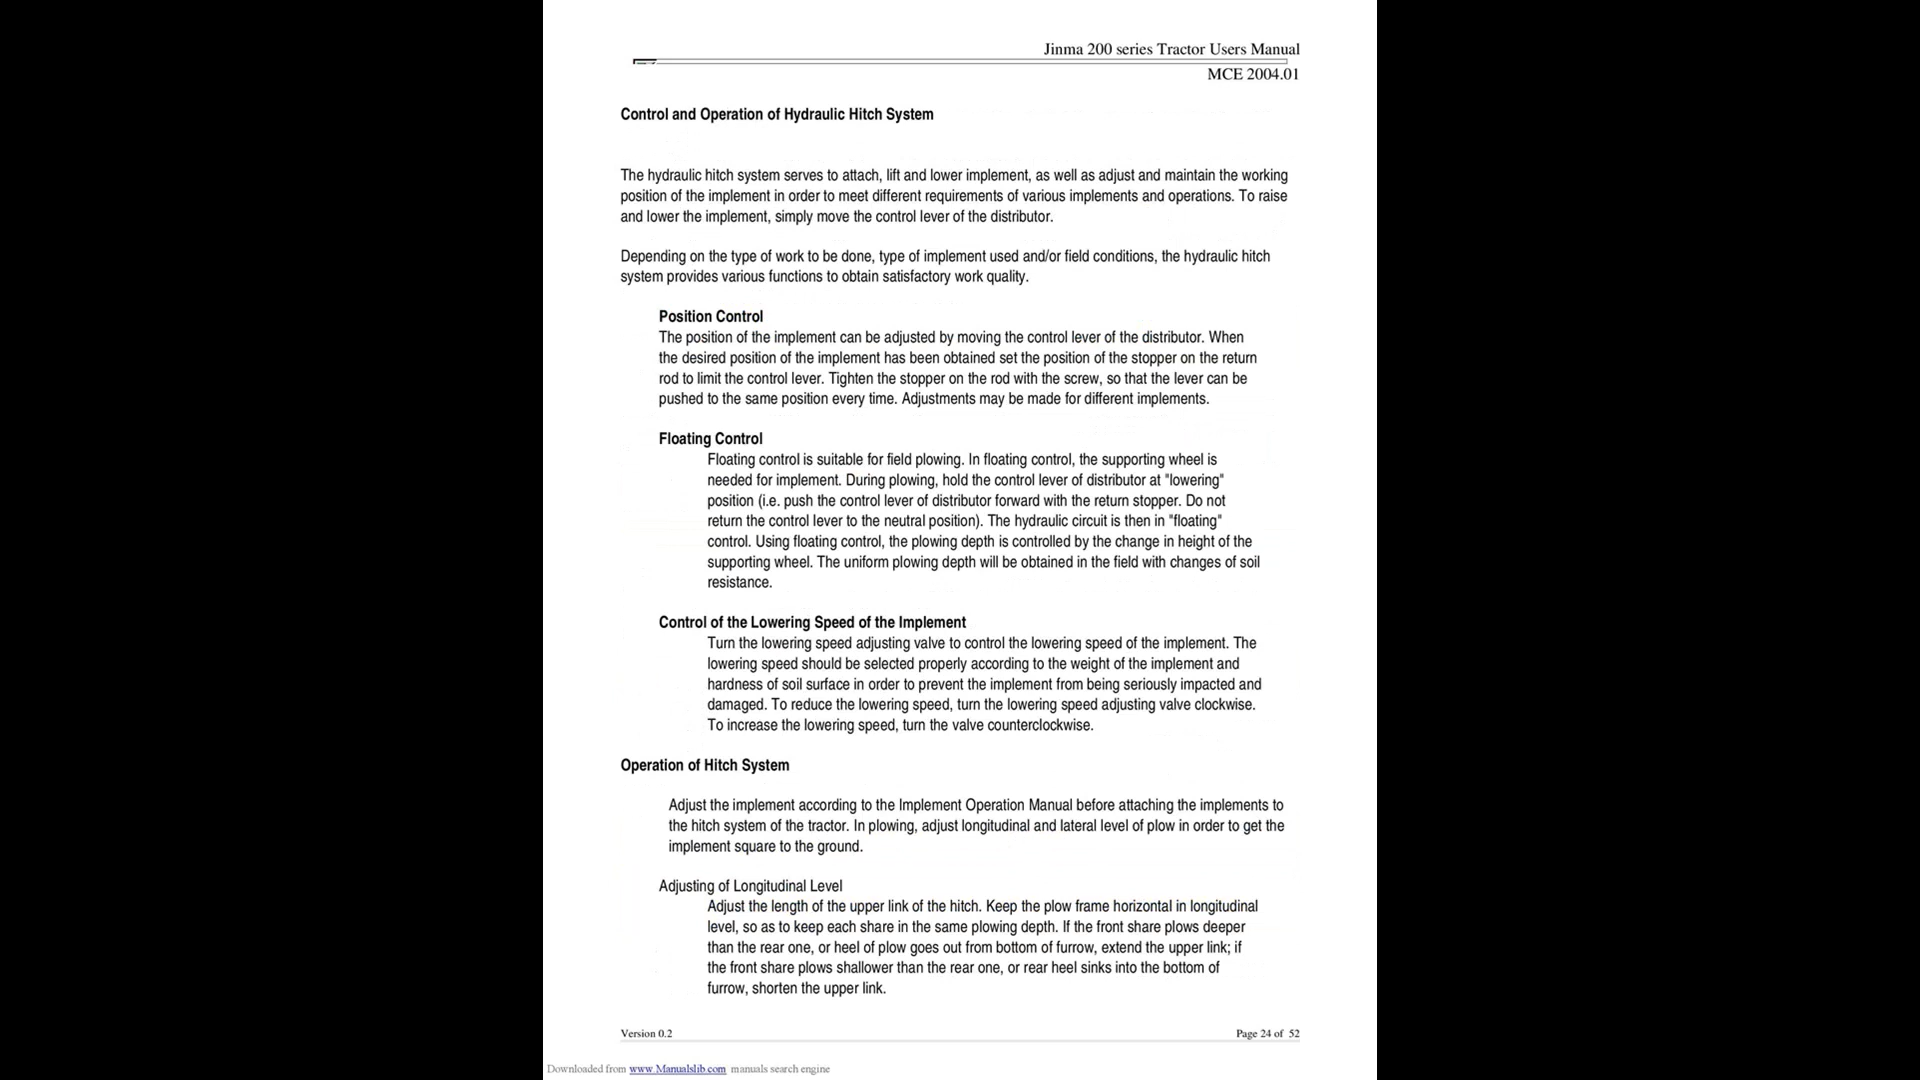 Jinma 200 series Tractor Users Manual
MCE 2004.01
Control and Operation of Hydraulic Hitch System
The hydraulic hitch system serves to attach, lift and lower implement, as well as adjust and maintain the working
position of the implement in order to meet different requirements of various implements and operations. To raise
and lower the implement, simply move the control lever of the distributor.
Depending on the type of work to be done, type of implement used and/or field conditions, the hydraulic hitch
system provides various functions to obtain satisfactory work quality.
Position Control
The position of the implement can be adjusted by moving the control lever of the distributor. When
the desired position of the implement has been obtained set the position of the stopper on the return
rod to limit the control lever. Tighten the stopper on the rod with the screw, so that the lever can be
pushed to the same position every time. Adjustments may be made for different implements.
Floating Control
Floating control is suitable for field plowing. In floating control, the supporting wheel is
needed for implement. During plowing, hold the control lever of distributor at "lowering"
position (i.e. push the control lever of distributor forward with the return stopper. Do not
return the control lever to the neutral position). The hydraulic circuit is then in "floating"
control. Using floating control, the plowing depth is controlled by the change in height of the
supporting wheel. The uniform plowing depth will be obtained in the field with changes of soil
resistance.
Control of the Lowering Speed of the Implement
Turn the lowering speed adjusting valve to control the lowering speed of the implement. The
lowering speed should be selected properly according to the weight of the implement and
hardness of soil surface in order to prevent the implement from being seriously impacted and
damaged. To reduce the lowering speed, turn the lowering speed adjusting valve clockwise.
To increase the lowering speed, turn the valve counterclockwise.
Operation of Hitch System
Adjust the implement according to the Implement Operation Manual before attaching the implements to
the hitch system of the tractor. In plowing, adjust longitudinal and lateral level of plow in order to get the
implement square to the ground.
Adjusting of Longitudinal Level
Adjust the length of the upper link of the hitch. Keep the plow frame horizontal in longitudinal
level, so as to keep each share in the same plowing depth. If the front share plows deeper
than the rear one, or heel of plow goes out from bottom of furrow, extend the upper link; if
the front share plows shallower than the rear one, or rear heel sinks into the bottom of
furrow, shorten the upper link.
Version 0.2
Page 24 of 52
Downloaded from www.Manualslib.com manuals search engine